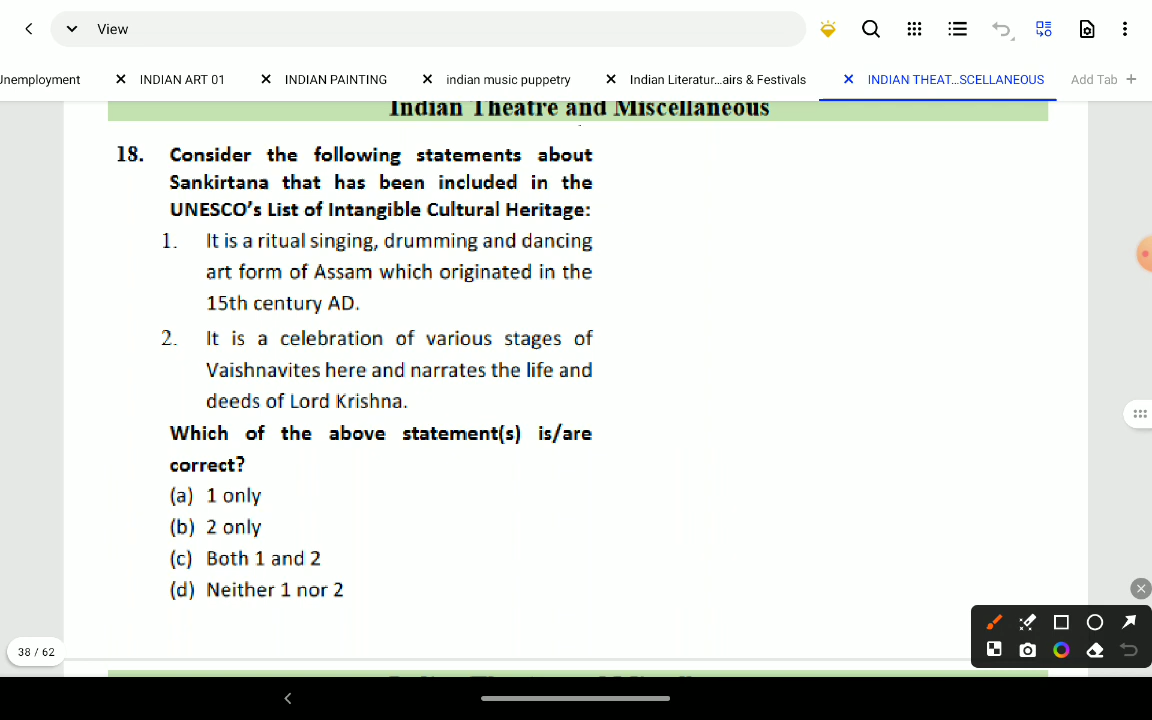 View
Jnemployment
INDIAN ART 01
INDIAN PAINTING
indian music puppetry
Indian Literatur...airs & Festivals
INDIAN THEAT...SCELLANEOUS
Add Tab +
Indian Theatre and Miscellaneous
18. Consider the following statements about
Sankirtana that has been included in the
UNESCO's List of Intangible Cultural Heritage:
1. It is a ritual singing, drumming and dancing
art form of Assam which originated in the
15th century AD.
2. It is a celebration of various stages of
Vaishnavites here and narrates the life and
deeds of Lord Krishna.
Which of the above statement(s) is/are
correct?
(a) 1 only
(b) 2 only
(c) Both 1 and 2
(d) Neither 1 nor 2
38 / 62